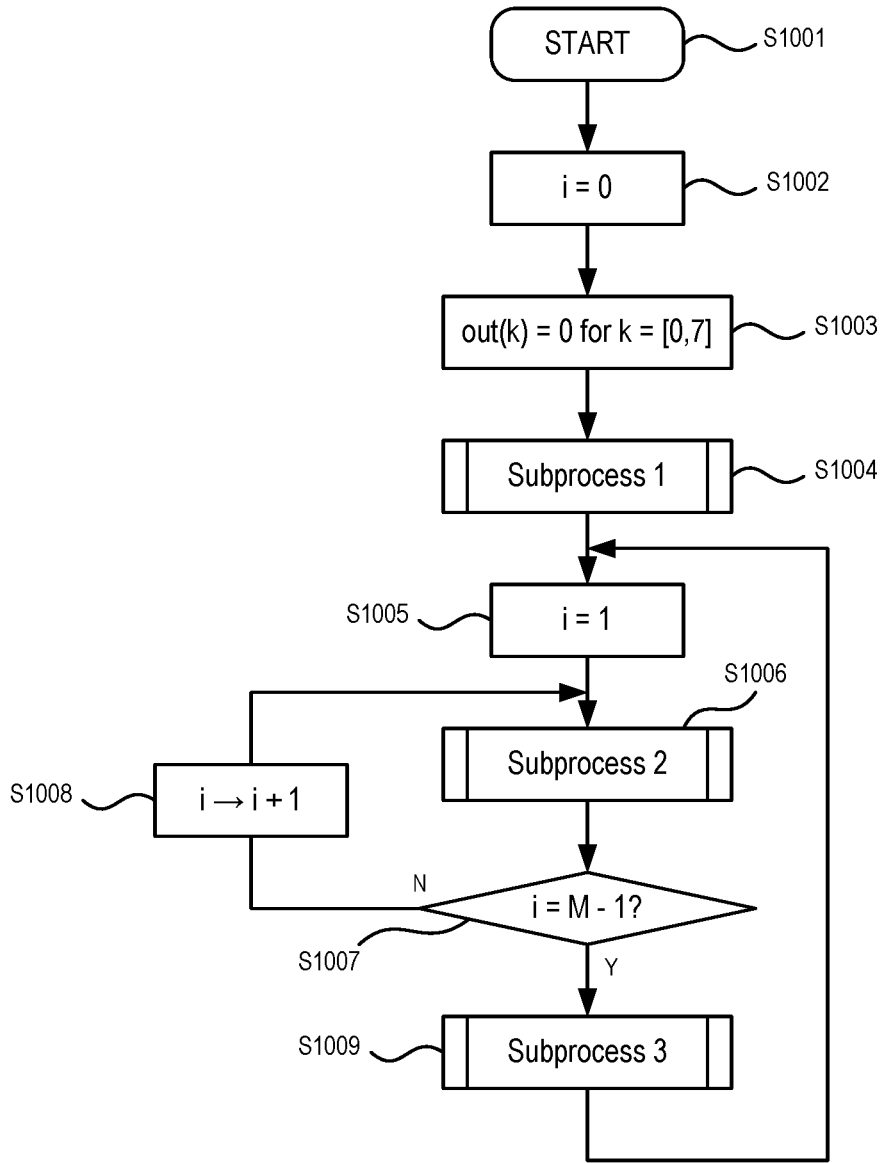 START
S1001
i = 0
S1002
out(k) = 0 for k = [0,7]
S1003
Subprocess 1
S1004
S1005
i = 1
S1006
Subprocess 2
S1008
i → i + 1
N
i = M - 1?
S1007
Y
S1009
Subprocess 3